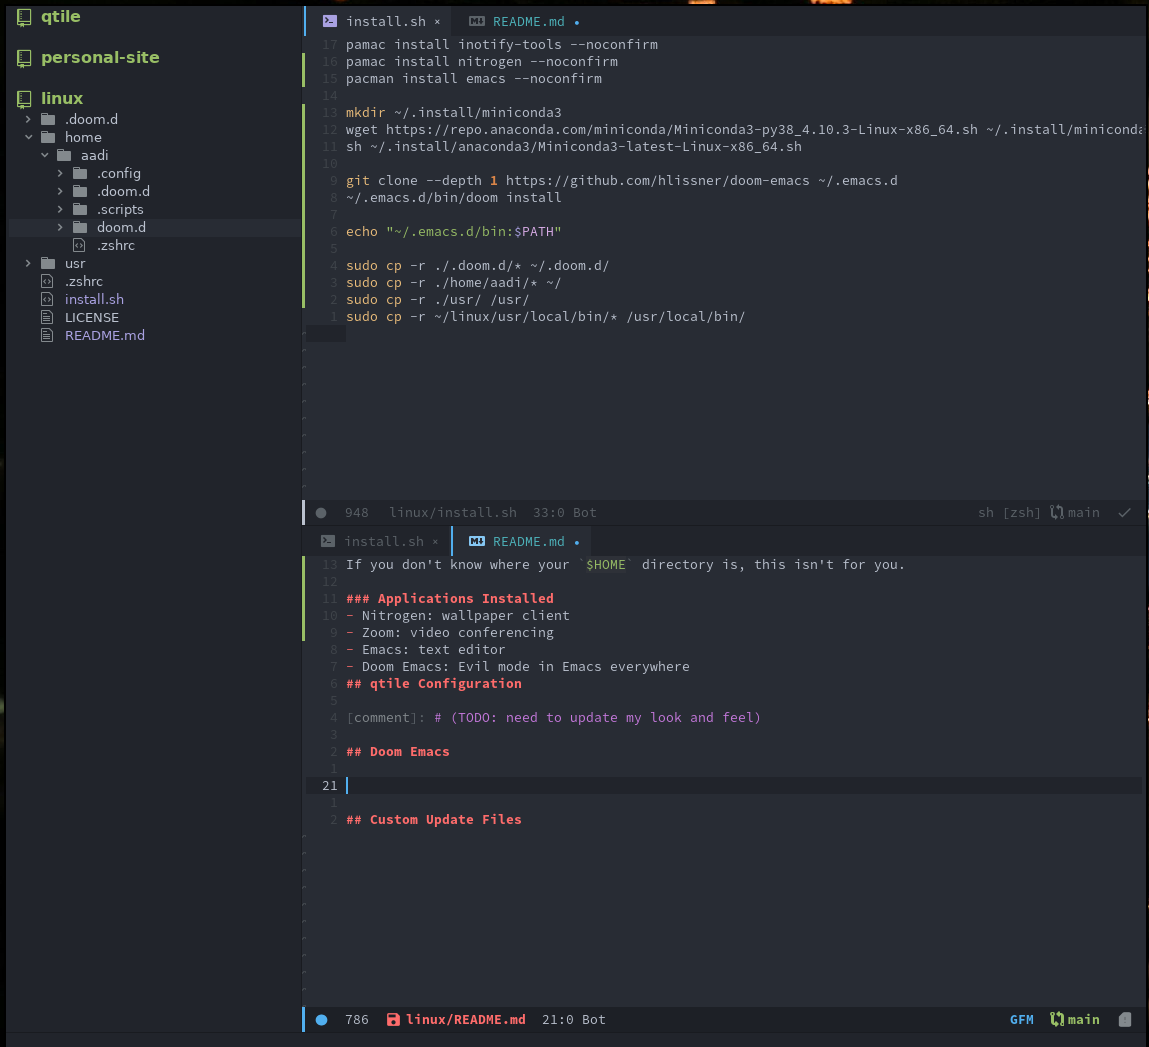 qtile
personal-site
linux
.doom.d
home
aadi
.config
.doom.d
.scripts
doom.d
.zshrc
usr
.zshrc
install.sh
LICENSE
README.md
install.sh × README.md •
17 pamac install inotify-tools --noconfirm
16 pamac install nitrogen --noconfirm
15 pacman install emacs --noconfirm
14
13 mkdir ~/.install/miniconda3
12 wget https://repo.anaconda.com/miniconda/Miniconda3-py38_4.10.3-Linux-x86_64.sh ~/.install/miniconda
11 sh ~/.install/anaconda3/Miniconda3-latest-Linux-x86_64.sh
10
9 git clone --depth 1 https://github.com/hlissner/doom-emacs ~/.emacs.d
8 ~/.emacs.d/bin/doom install
7
6 echo "~/.emacs.d/bin:$PATH"
5
4 sudo cp -r ./.doom.d/* ~/.doom.d/
3 sudo cp -r ./home/aadi/* ~/
2 sudo cp -r ./usr/ /usr/
1 sudo cp -r ~/linux/usr/local/bin/* /usr/local/bin/
948 linux/install.sh 33:0 Bot sh [zsh] main
install.sh × README.md •
13 If you don't know where your `$HOME` directory is, this isn't for you.
12
11 ### Applications Installed
10 - Nitrogen: wallpaper client
9 - Zoom: video conferencing
8 - Emacs: text editor
7 - Doom Emacs: Evil mode in Emacs everywhere
6 ## qtile Configuration
5
4 [comment]: # (TODO: need to update my look and feel)
3
2 ## Doom Emacs
1
21
1
2 ## Custom Update Files
786 linux/README.md 21:0 Bot GFM main